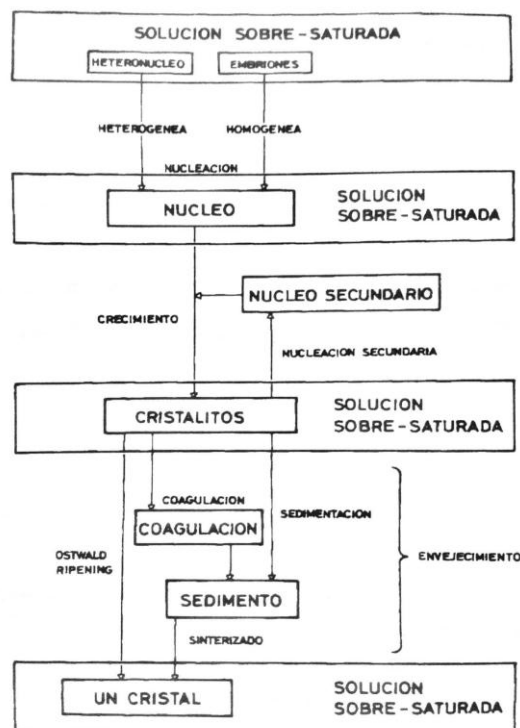 SOLUCION SOBRE-SATURADA
HETERONUCLEO
EMBRIONES
HETEROGENEA
HOMOGENEA
NUCLEACION
NUCLEO
SOLUCION
SOBRE-SATURADA
NUCLEO SECUNDARIO
CRECIMIENTO
NUCLEACION SECUNDARIA
CRISTALITOS
SOLUCION
SOBRE-SATURADA
COAGULACION
SEDIMENTACION
COAGULACION
OSTWALD
RIPENING
ENVEJECIMIENTO
SEDIMENTO
SINTERIZADO
UN CRISTAL
SOLUCION
SOBRE-SATURADA